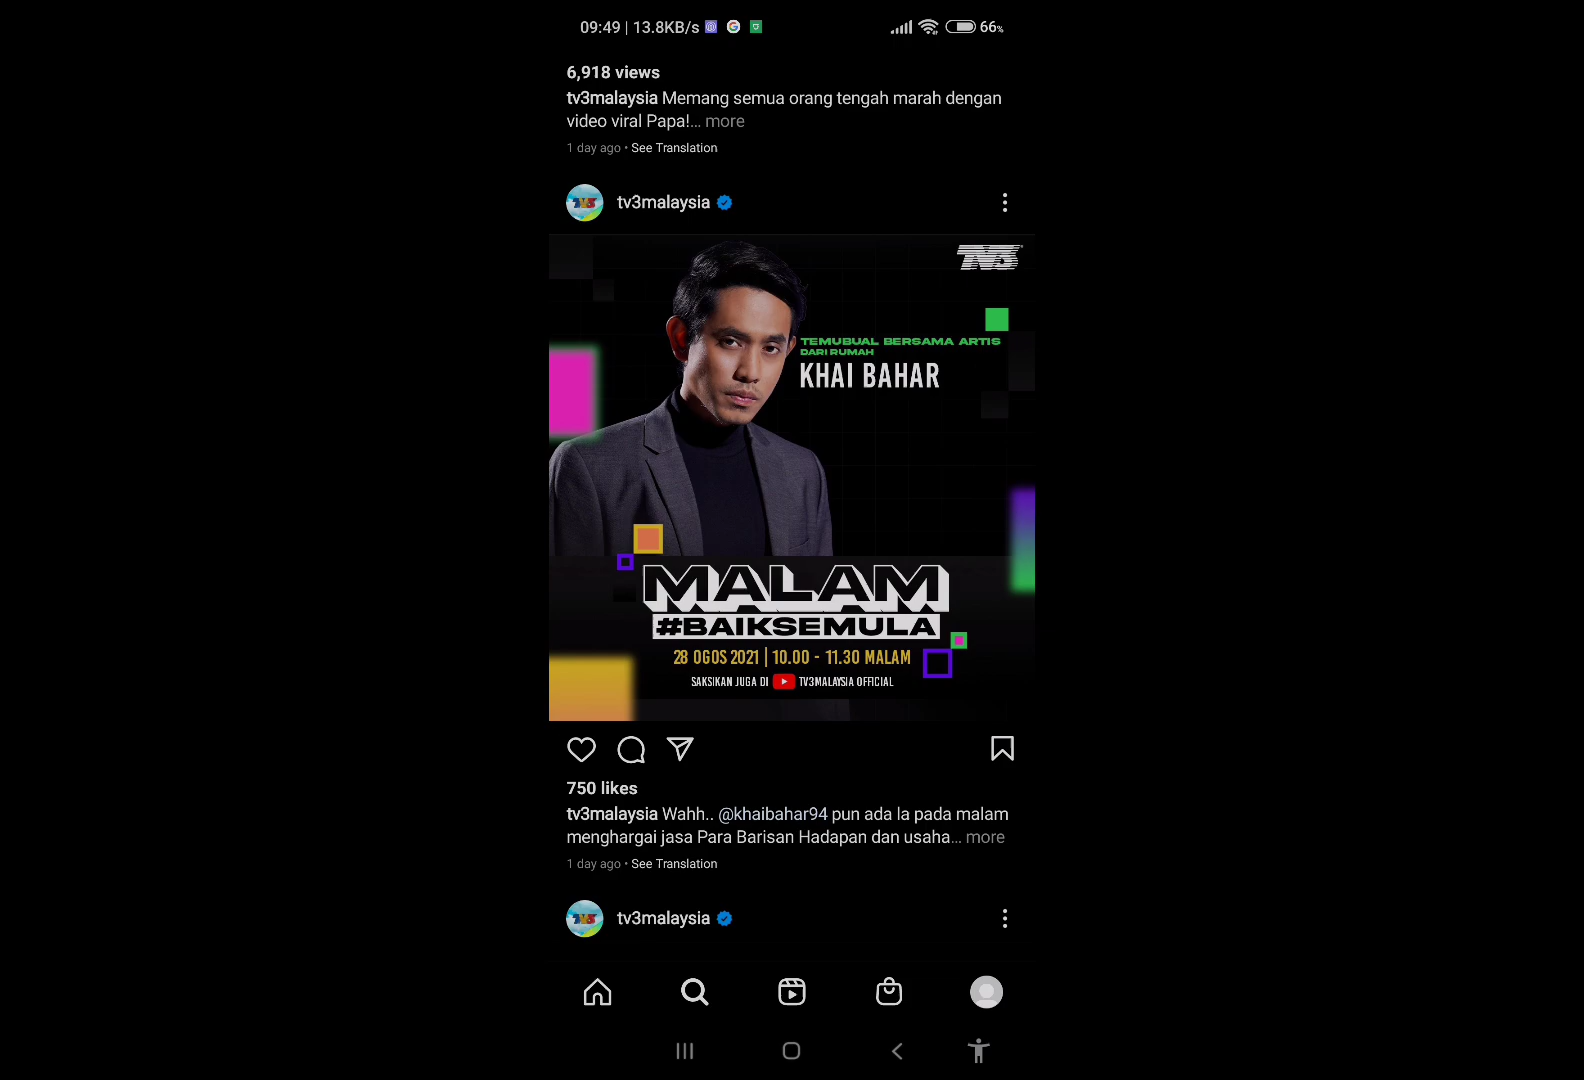 09:49 | 13.8KB/s
66%
6,918 views
tv3malaysia Memang semua orang tengah marah dengan
video viral Papa!... more
1 day ago • See Translation
tv3malaysia
TV3
TEMUBUAL BERSAMA ARTIS
DARI RUMAH
KHAI BAHAR
MALAM
#BAIKSEMULA
28 OGOS 2021 | 10.00 - 11.30 MALAM
SAKSIKAN JUGA DI TV3MALAYSIA OFFICIAL
750 likes
tv3malaysia Wahh.. @khaibahar94 pun ada la pada malam
menghargai jasa Para Barisan Hadapan dan usaha... more
1 day ago • See Translation
tv3malaysia